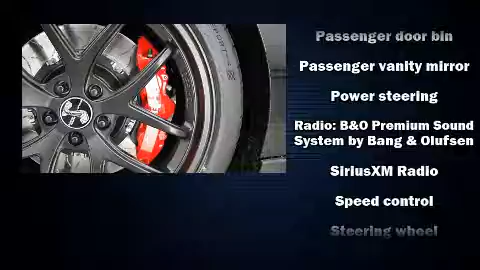 Passenger door bin
Passenger vanity mirror
Power steering
Radio: B&O Premium Sound
System by Bang & Olufsen
SiriusXM Radio
Speed control
Steering wheel